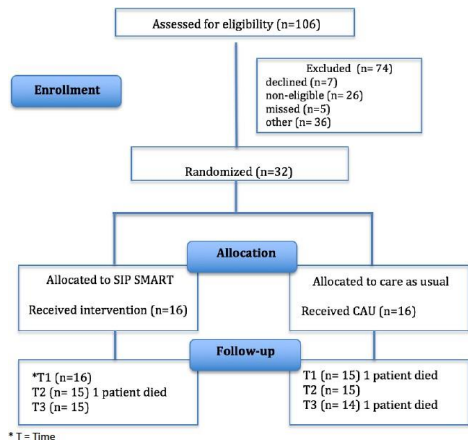 Assessed for eligibility (n=106)
Excluded (n= 74)
declined (n=7)
non-eligible (n= 26)
missed (n=5)
other (n= 36)
Enrollment
Randomized (n=32)
Allocation
Allocated to SIP SMART
Received intervention (n=16)
Allocated to care as usual
Received CAU (n=16)
Follow-up
*T1 (n=16)
T2 (n= 15) 1 patient died
T3 (n= 15)
T1 (n= 15) 1 patient died
T2 (n= 15)
T3 (n= 14) 1 patient died
* T = Time